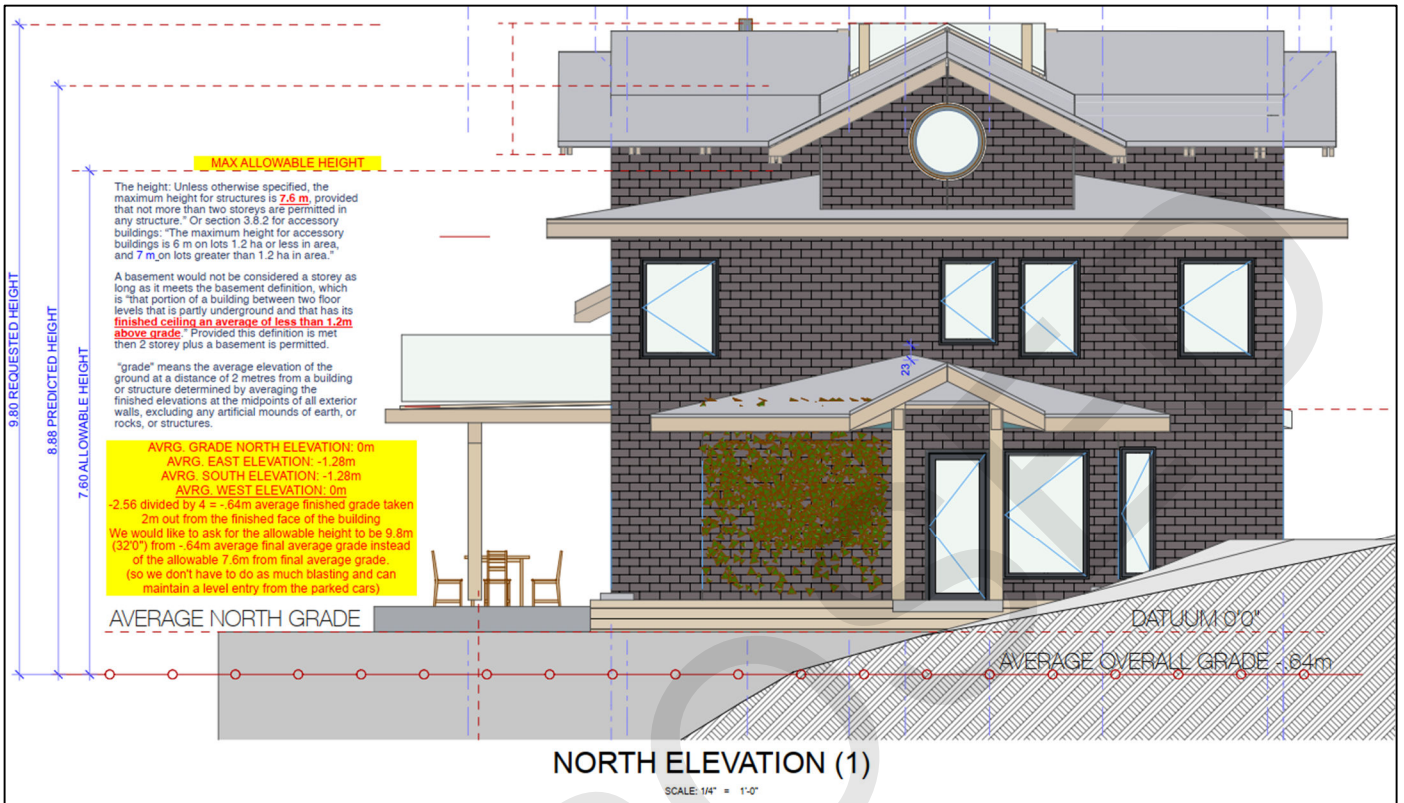 MAX ALLOWABLE HEIGHT
The height: Unless otherwise specified, the
maximum height for structures is 7.6 m, provided
that not more than two storeys are permitted in
any structure.” Or section 3.8.2 for accessory
buildings: “The maximum height for accessory
buildings is 6 m on lots 1.2 ha or less in area,
and 7 m on lots greater than 1.2 ha in area.”
A basement would not be considered a storey as
long as it meets the basement definition, which
is “that portion of a building between two floor
levels that is partly underground and that has its
finished ceiling an average of less than 1.2m
above grade.” Provided this definition is met
then 2 storey plus a basement is permitted.
“grade” means the average elevation of the
ground at a distance of 2 metres from a building
or structure determined by averaging the
finished elevations at the midpoints of all exterior
walls, excluding any artificial mounds of earth, or
rocks, or structures.
AVRG. GRADE NORTH ELEVATION: 0m
AVRG. EAST ELEVATION: -1.28m
AVRG. SOUTH ELEVATION: -1.28m
AVRG. WEST ELEVATION: 0m
-2.56 divided by 4 = -.64m average finished grade taken
2m out from the finished face of the building
We would like to ask for the allowable height to be 9.8m
(32'0") from -.64m average final average grade instead
of the allowable 7.6m from final average grade.
(so we don't have to do as much blasting and can
maintain a level entry from the parked cars)
9.80 REQUESTED HEIGHT
8.88 PREDICTED HEIGHT
7.60 ALLOWABLE HEIGHT
23
AVERAGE NORTH GRADE
DATUUM 0'0"
AVERAGE OVERALL GRADE -.64m
NORTH ELEVATION (1)
SCALE: 1/4" = 1'-0"